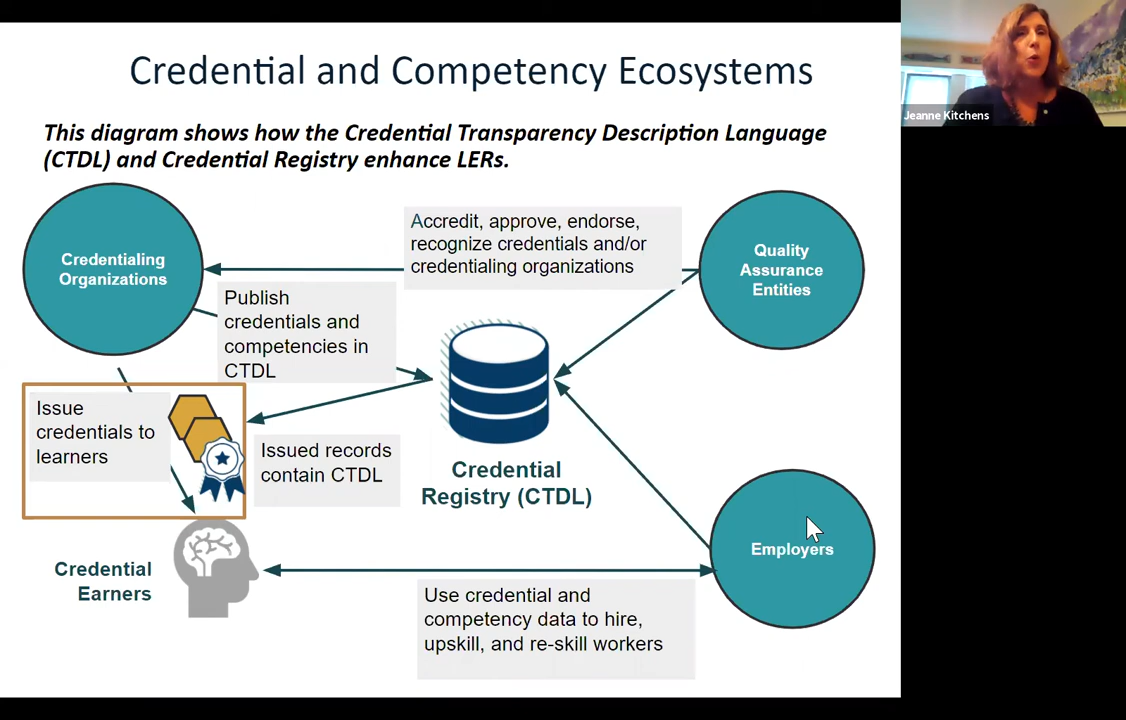 Credential and Competency Ecosystems
Jeanne Kitchens
This diagram shows how the Credential Transparency Description Language
(CTDL) and Credential Registry enhance LERs.
Credentialing
Organizations
Accredit, approve, endorse,
recognize credentials and/or
credentialing organizations
Quality
Assurance
Entities
Publish
credentials and
competencies in
CTDL
Issue
credentials to
learners
Issued records
contain CTDL
Credential
Registry (CTDL)
Employers
Credential
Earners
Use credential and
competency data to hire,
upskill, and re-skill workers